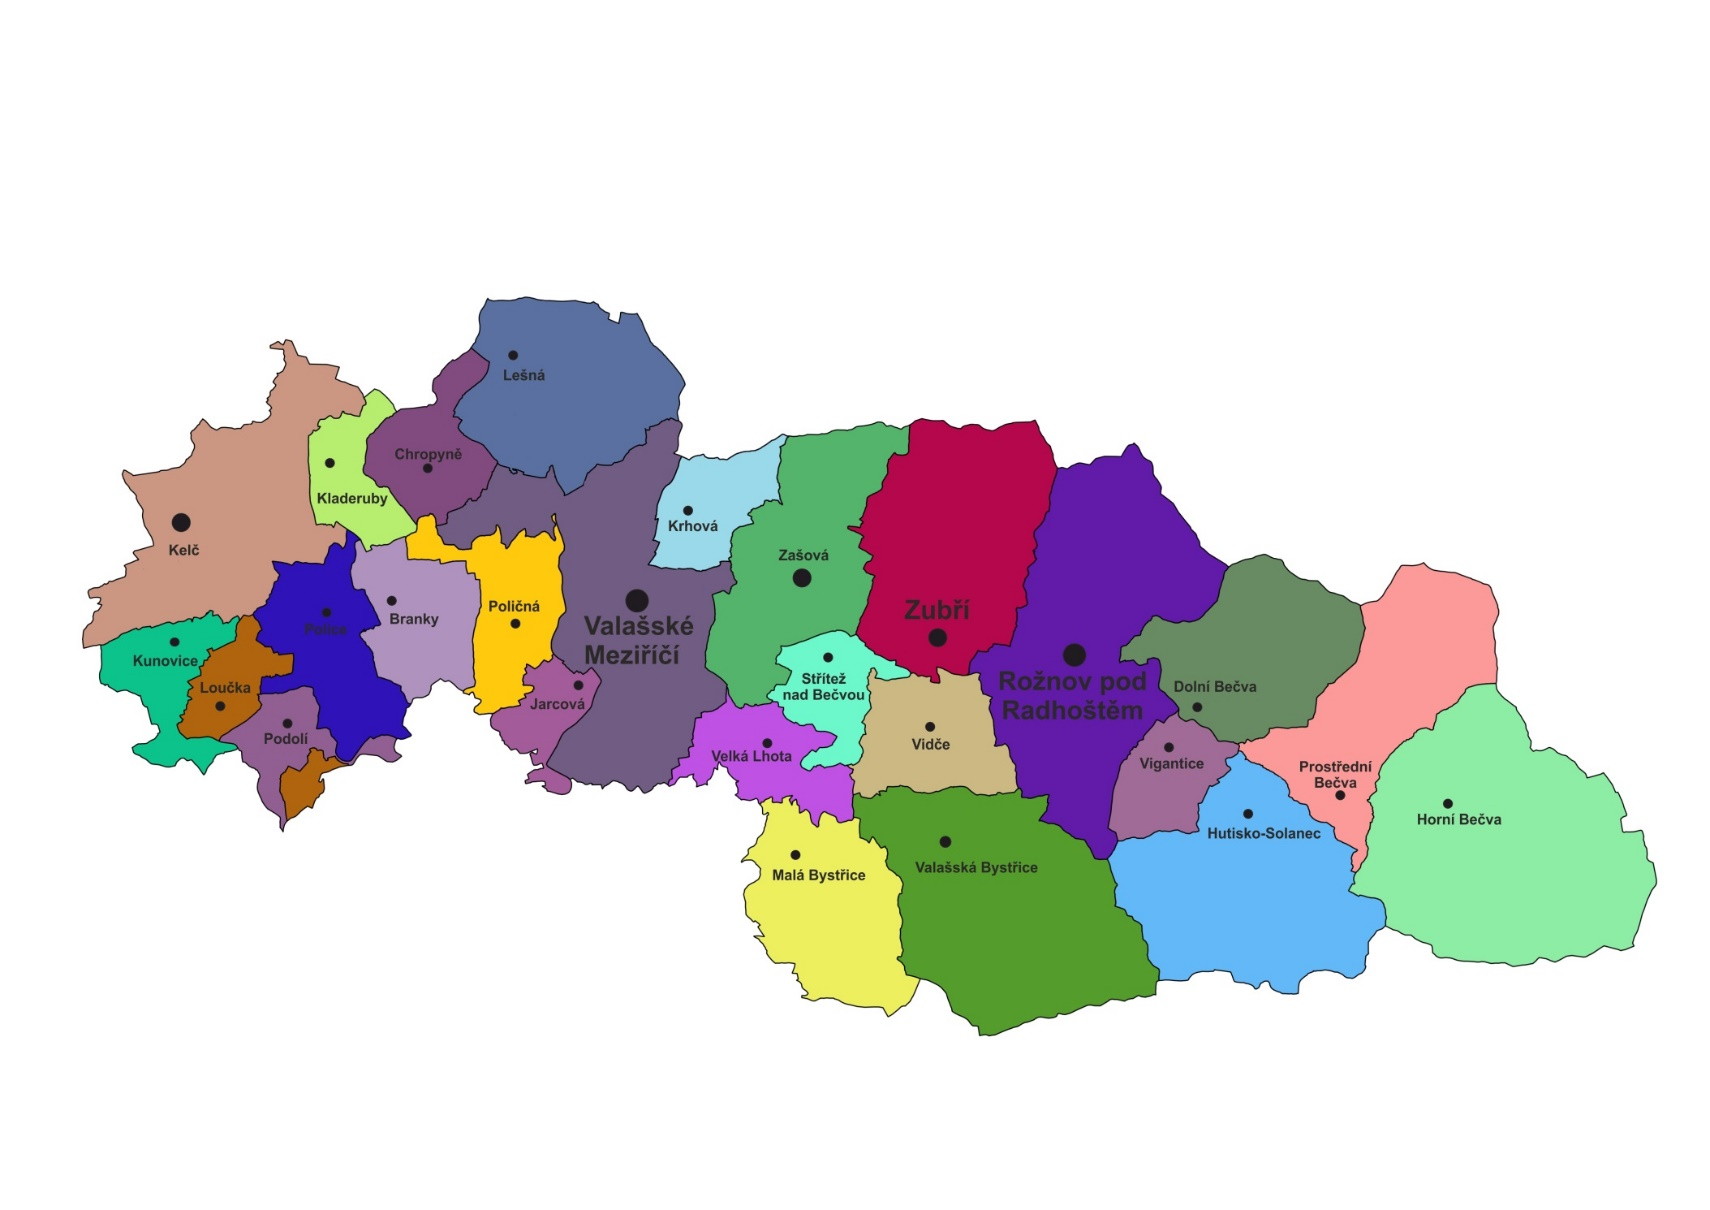 Lešná
Chropyně
Kladeruby
Kelč
Krhová
Zašová
Poličná
Zubří
Branky
Police
Valašské
Meziříčí
Kunovice
Střítež
nad Bečvou
Rožnov pod
Radhoštěm
Loučka
Dolní Bečva
Jarcová
Podolí
Vidče
Velká Lhota
Vigantice
Prostřední
Bečva
Horní Bečva
Hutisko-Solanec
Valašská Bystřice
Malá Bystřice